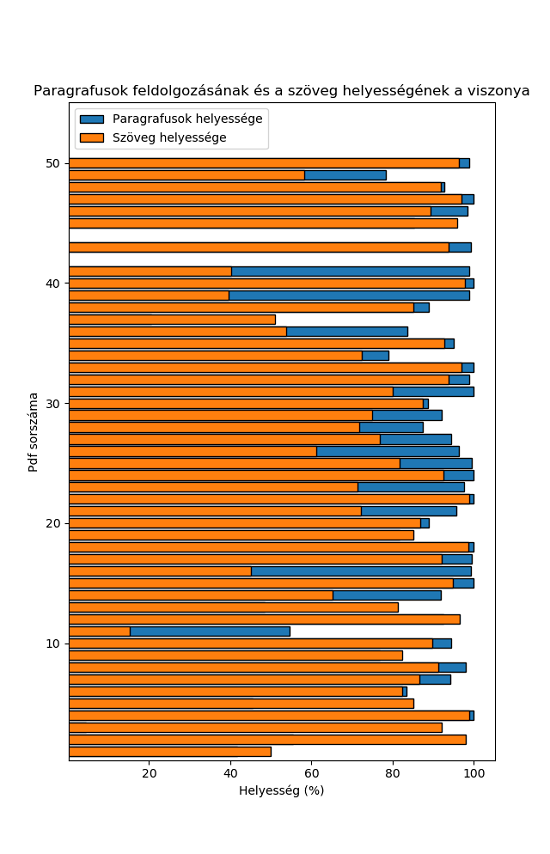 Paragrafusok feldolgozásának és a szöveg helyességének a viszonya
Paragrafusok helyessége
Szöveg helyessége
50
40
30
20
10
Pdf sorszáma
20 40 60 80 100
Helyesség (%)